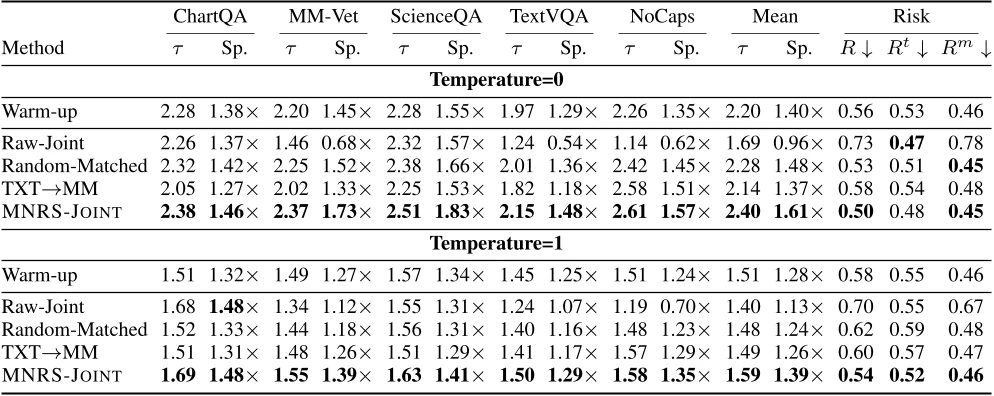 ChartQA MM-Vet ScienceQA TextVQA NoCaps Mean Risk
Method τ Sp. τ Sp. τ Sp. τ Sp. τ Sp. τ Sp. R ↓ Rᵗ ↓ Rᵐ ↓
Temperature=0
Warm-up 2.28 1.38× 2.20 1.45× 2.28 1.55× 1.97 1.29× 2.26 1.35× 2.20 1.40× 0.56 0.53 0.46
Raw-Joint 2.26 1.37× 1.46 0.68× 2.32 1.57× 1.24 0.54× 1.14 0.62× 1.69 0.96× 0.73 0.47 0.78
Random-Matched 2.32 1.42× 2.25 1.52× 2.38 1.66× 2.01 1.36× 2.42 1.45× 2.28 1.48× 0.53 0.51 0.45
TXT→MM 2.05 1.27× 2.02 1.33× 2.25 1.53× 1.82 1.18× 2.58 1.51× 2.14 1.37× 0.58 0.54 0.48
MNRS-JOINT 2.38 1.46× 2.37 1.73× 2.51 1.83× 2.15 1.48× 2.61 1.57× 2.40 1.61× 0.50 0.48 0.45
Temperature=1
Warm-up 1.51 1.32× 1.49 1.27× 1.57 1.34× 1.45 1.25× 1.51 1.24× 1.51 1.28× 0.58 0.55 0.46
Raw-Joint 1.68 1.48× 1.34 1.12× 1.55 1.31× 1.24 1.07× 1.19 0.70× 1.40 1.13× 0.70 0.55 0.67
Random-Matched 1.52 1.33× 1.44 1.18× 1.56 1.31× 1.40 1.16× 1.48 1.23× 1.48 1.24× 0.62 0.59 0.48
TXT→MM 1.51 1.31× 1.48 1.26× 1.51 1.29× 1.41 1.17× 1.57 1.29× 1.49 1.26× 0.60 0.57 0.47
MNRS-JOINT 1.69 1.48× 1.55 1.39× 1.63 1.41× 1.50 1.29× 1.58 1.35× 1.59 1.39× 0.54 0.52 0.46